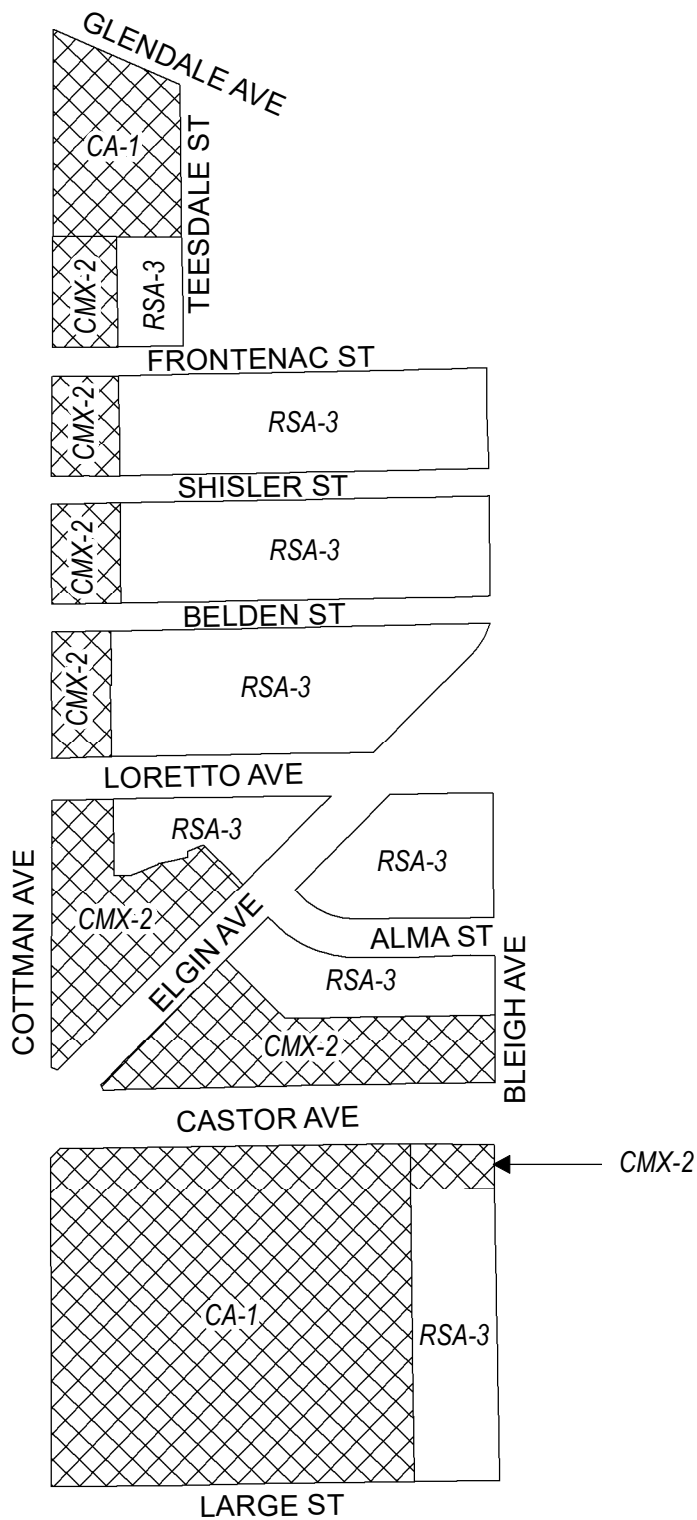 GLENDALE AVE
CA-1
TEESDALE ST
CMX-2
RSA-3
FRONTENAC ST
CMX-2
RSA-3
SHISLER ST
CMX-2
RSA-3
BELDEN ST
CMX-2
RSA-3
LORETTO AVE
RSA-3
RSA-3
COTTMAN AVE
CMX-2
ELGIN AVE
ALMA ST
RSA-3
BLEIGH AVE
CMX-2
CASTOR AVE
CMX-2
CA-1
RSA-3
LARGE ST